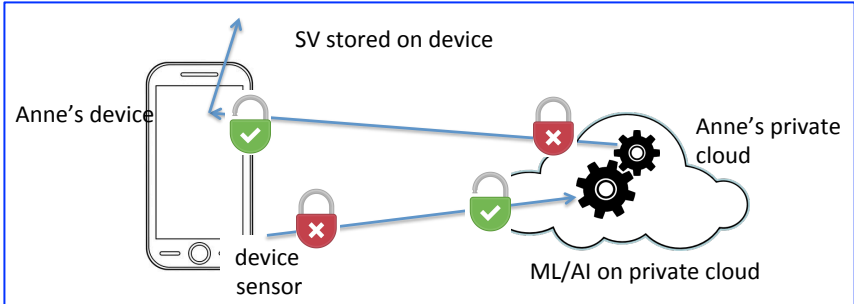 SV stored on device
Anne’s device
Anne’s private
cloud
device
sensor
ML/AI on private cloud